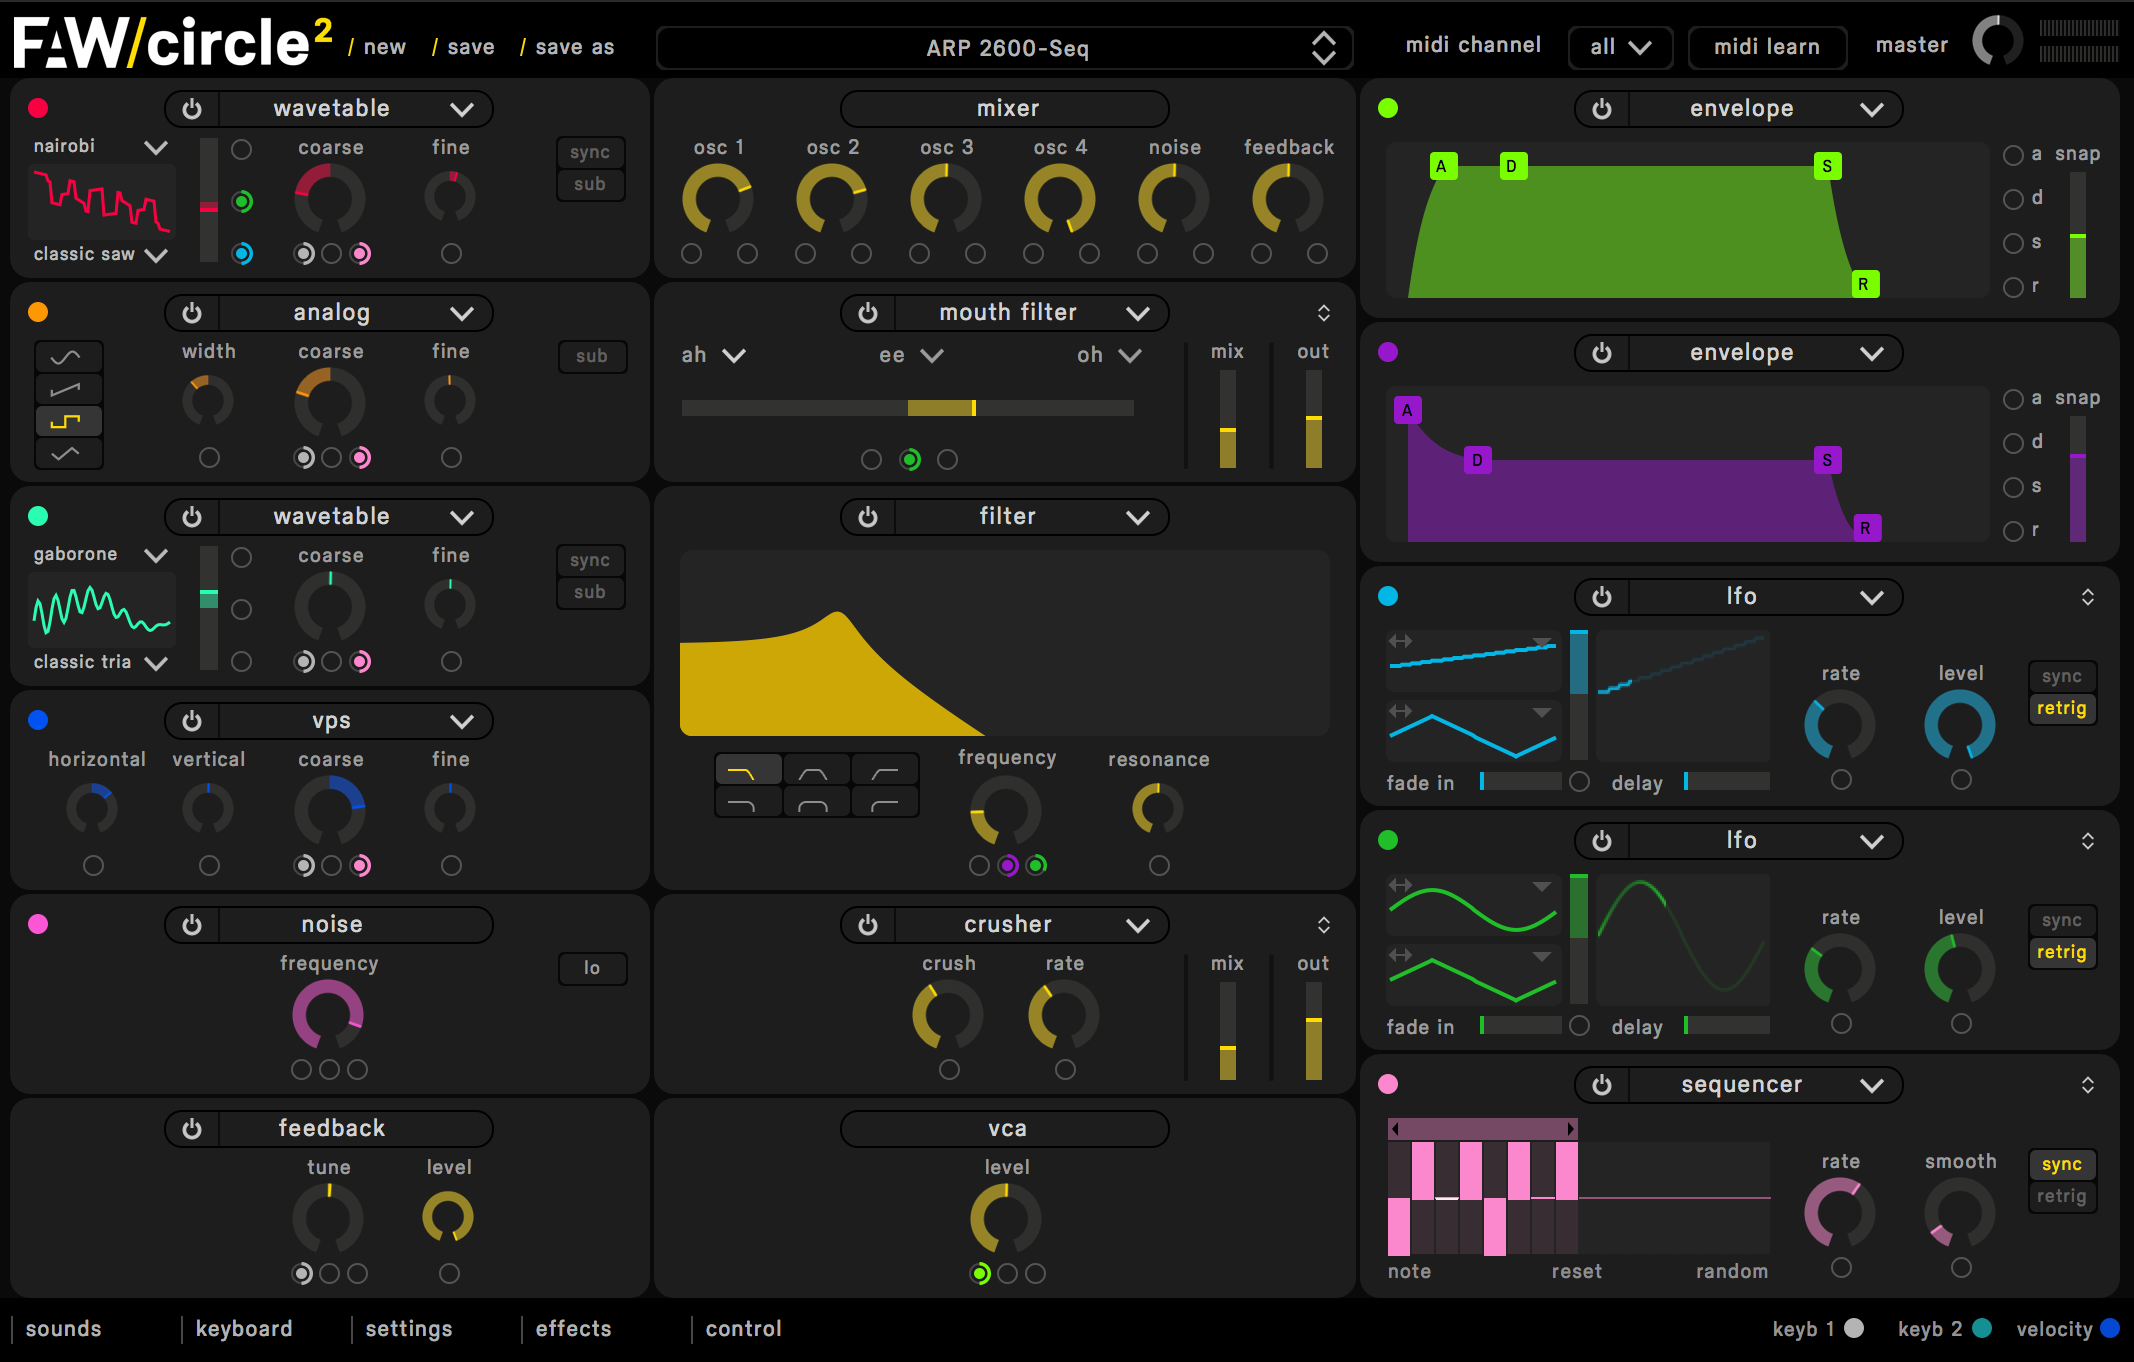 FAW/circle²
/ new / save / save as
ARP 2600-Seq
midi channel all midi learn master
wavetable
nairobi coarse fine sync
sub
classic saw
analog
width coarse fine sub
wavetable
gaborone coarse fine sync
sub
classic tria
vps
horizontal vertical coarse fine
noise
frequency lo
feedback
tune level
mixer
osc 1 osc 2 osc 3 osc 4 noise feedback
mouth filter
ah ee oh mix out
filter
frequency resonance
crusher
crush rate mix out
vca
level
envelope
A D S R
a snap
d
s
r
envelope
A D S R
a snap
d
s
r
lfo
rate level sync
retrig
fade in delay
lfo
rate level sync
retrig
fade in delay
sequencer
rate smooth sync
retrig
note reset random
sounds keyboard settings effects control
keyb 1 keyb 2 velocity